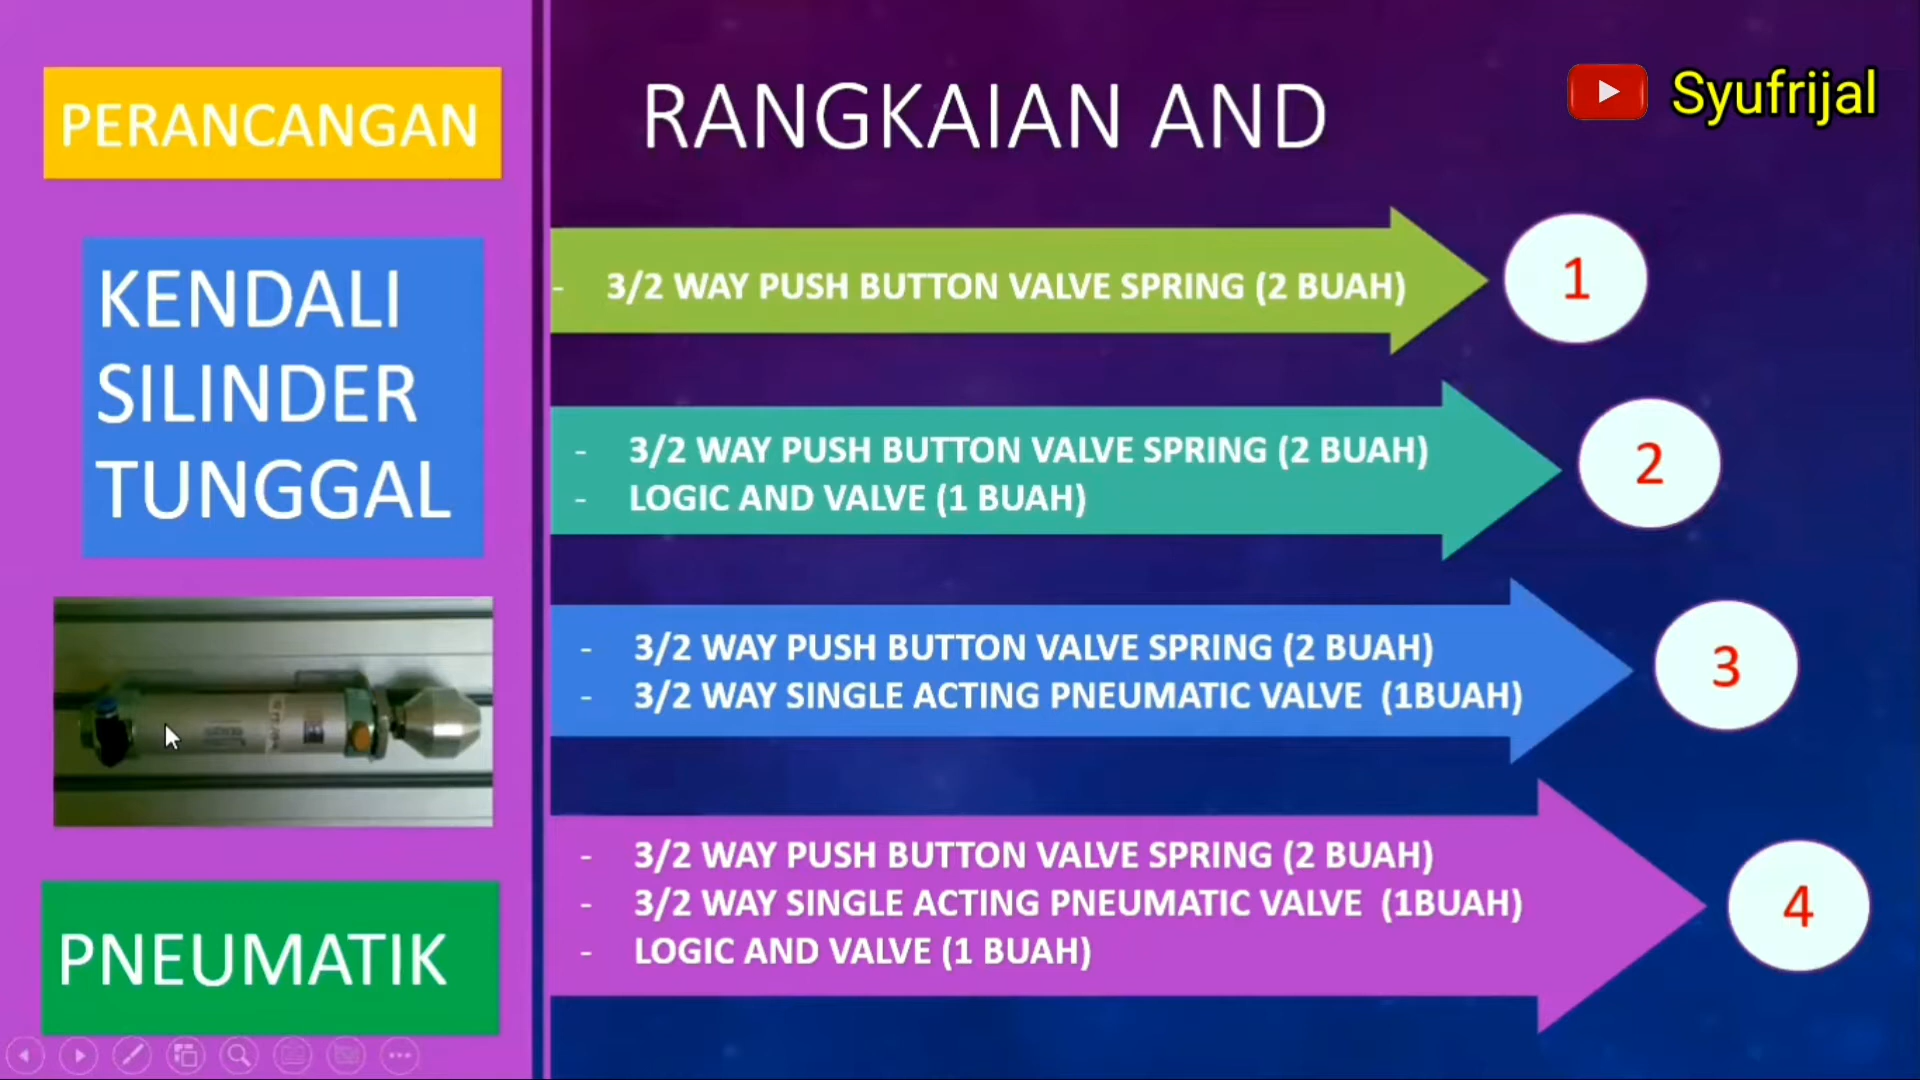 PERANCANGAN
KENDALI
SILINDER
TUNGGAL
PNEUMATIK
RANGKAIAN AND
Syufrijal
- 3/2 WAY PUSH BUTTON VALVE SPRING (2 BUAH)
1
- 3/2 WAY PUSH BUTTON VALVE SPRING (2 BUAH)
- LOGIC AND VALVE (1 BUAH)
2
- 3/2 WAY PUSH BUTTON VALVE SPRING (2 BUAH)
- 3/2 WAY SINGLE ACTING PNEUMATIC VALVE (1BUAH)
3
- 3/2 WAY PUSH BUTTON VALVE SPRING (2 BUAH)
- 3/2 WAY SINGLE ACTING PNEUMATIC VALVE (1BUAH)
- LOGIC AND VALVE (1 BUAH)
4